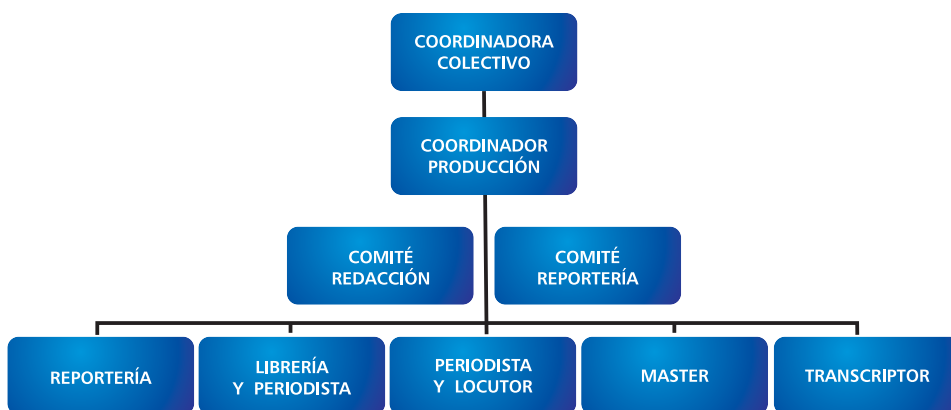 COORDINADORA
COLECTIVO
COORDINADOR
PRODUCCIÓN
COMITÉ
REDACCIÓN
COMITÉ
REPORTERÍA
REPORTERÍA
LIBRERÍA
Y PERIODISTA
PERIODISTA
Y LOCUTOR
MASTER
TRANSCRIPTOR